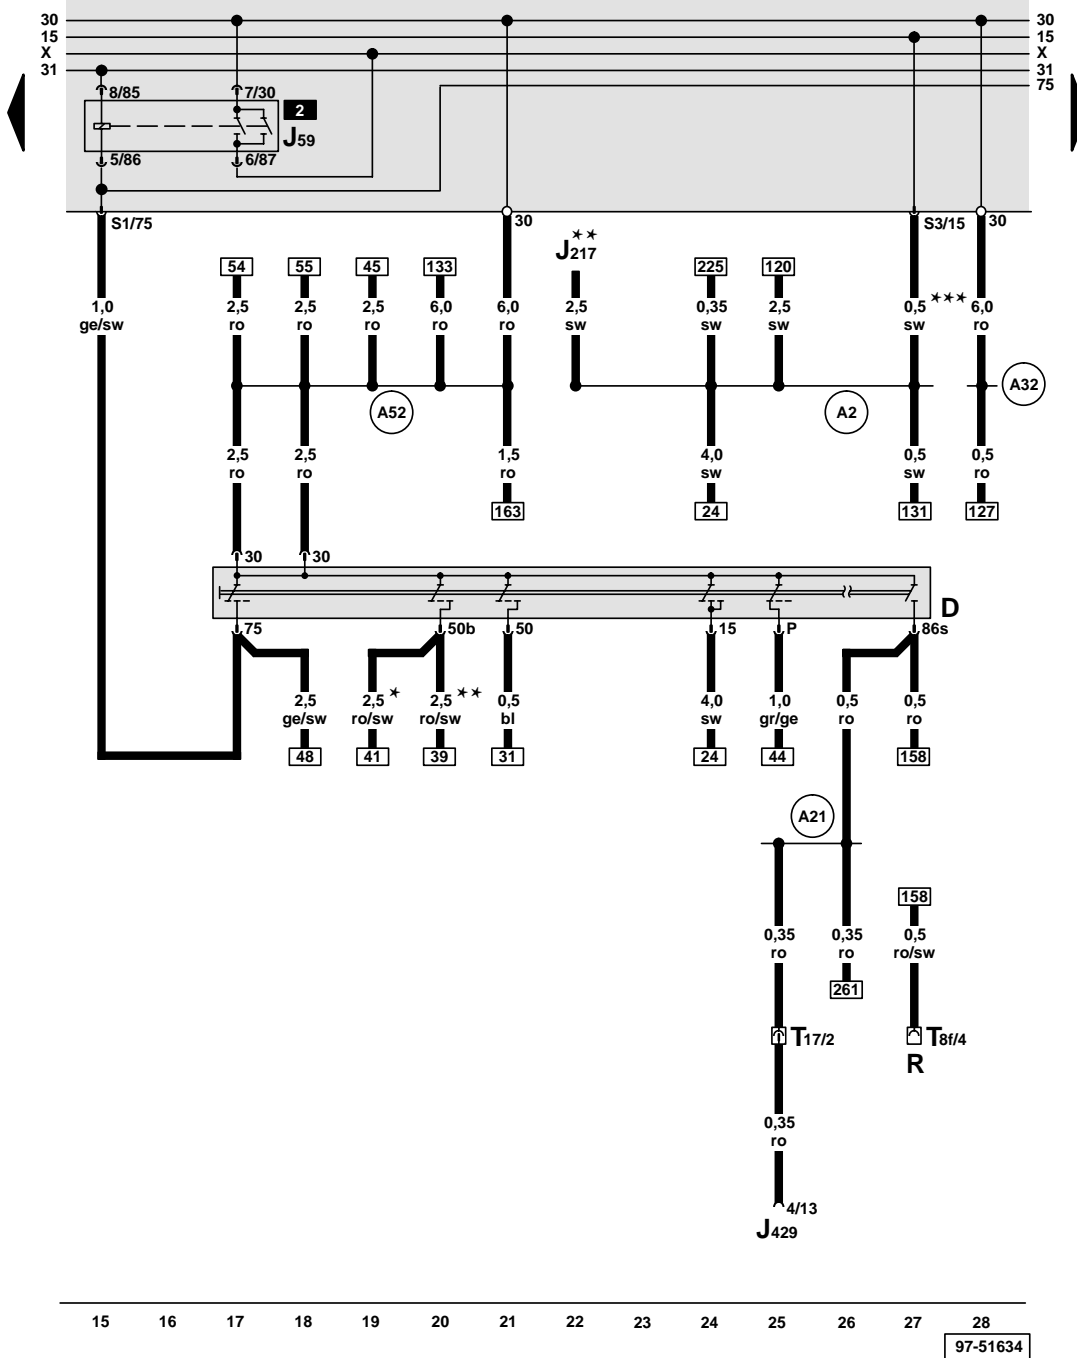 30 30
15 15
X X
31 31
75
8/85 7/30
2
J59
5/86 6/87
S1/75 30 S3/15 30
J217 ★★
54 55 45 133 225 120
1,0 2,5 2,5 2,5 6,0 6,0 2,5 0,35 2,5 0,5 ★★★ 6,0
ge/sw ro ro ro ro ro sw sw sw sw ro
A52 A2 A32
2,5 2,5 1,5 4,0 0,5 0,5
ro ro ro sw sw ro
163 24 131 127
30 30
D
75 50b 50 15 P 86s
2,5 2,5 ★ 2,5 ★★ 0,5 4,0 1,0 0,5 0,5
ge/sw ro/sw ro/sw bl sw gr/ge ro ro
48 41 39 31 24 44 158
A21
158
0,35 0,35 0,5
ro ro ro/sw
261
T17/2 T8f/4
R
0,35
ro
4/13
J429
15 16 17 18 19 20 21 22 23 24 25 26 27 28
97-51634